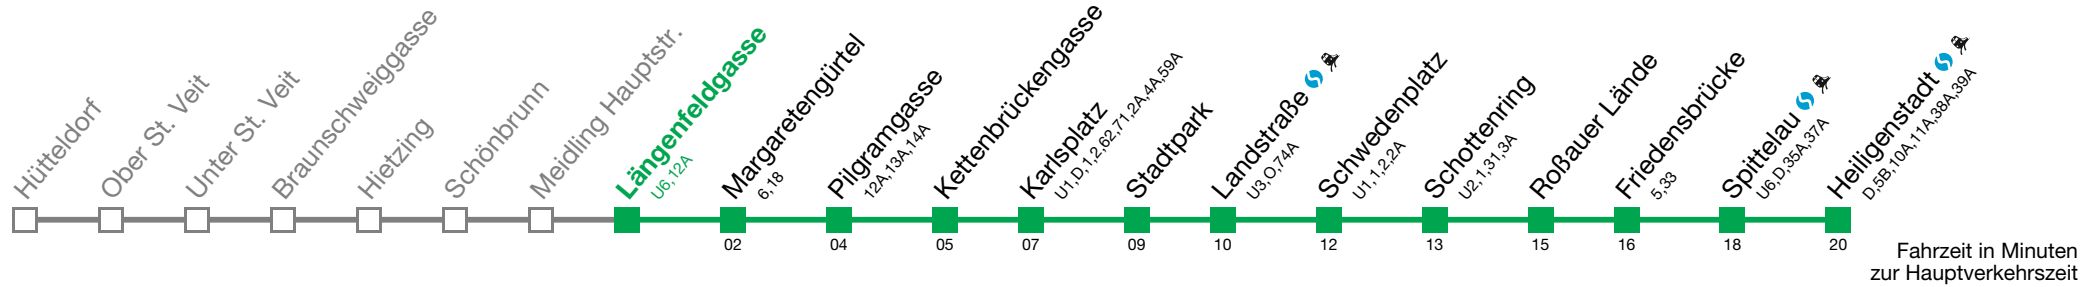 Hütteldorf
Ober St. Veit
Unter St. Veit
Braunschweiggasse
Hietzing
Schönbrunn
Meidling Hauptstr.
Längenfeldgasse
U6,12A
Margaretengürtel
6,18
Pilgramgasse
12A,13A,14A
Kettenbrückengasse
Karlsplatz
U1,D,1,2,62,71,2A,4A,59A
Stadtpark
Landstraße
U3,O,74A
Schwedenplatz
U1,1,2,2A
Schottenring
U2,1,31,3A
Roßauer Lände
Friedensbrücke
5,33
Spittelau
U6,D,35A,37A
Heiligenstadt
D,5B,10A,11A,38A,39A
02 04 05 07 09 10 12 13 15 16 18 20
Fahrzeit in Minuten
zur Hauptverkehrszeit